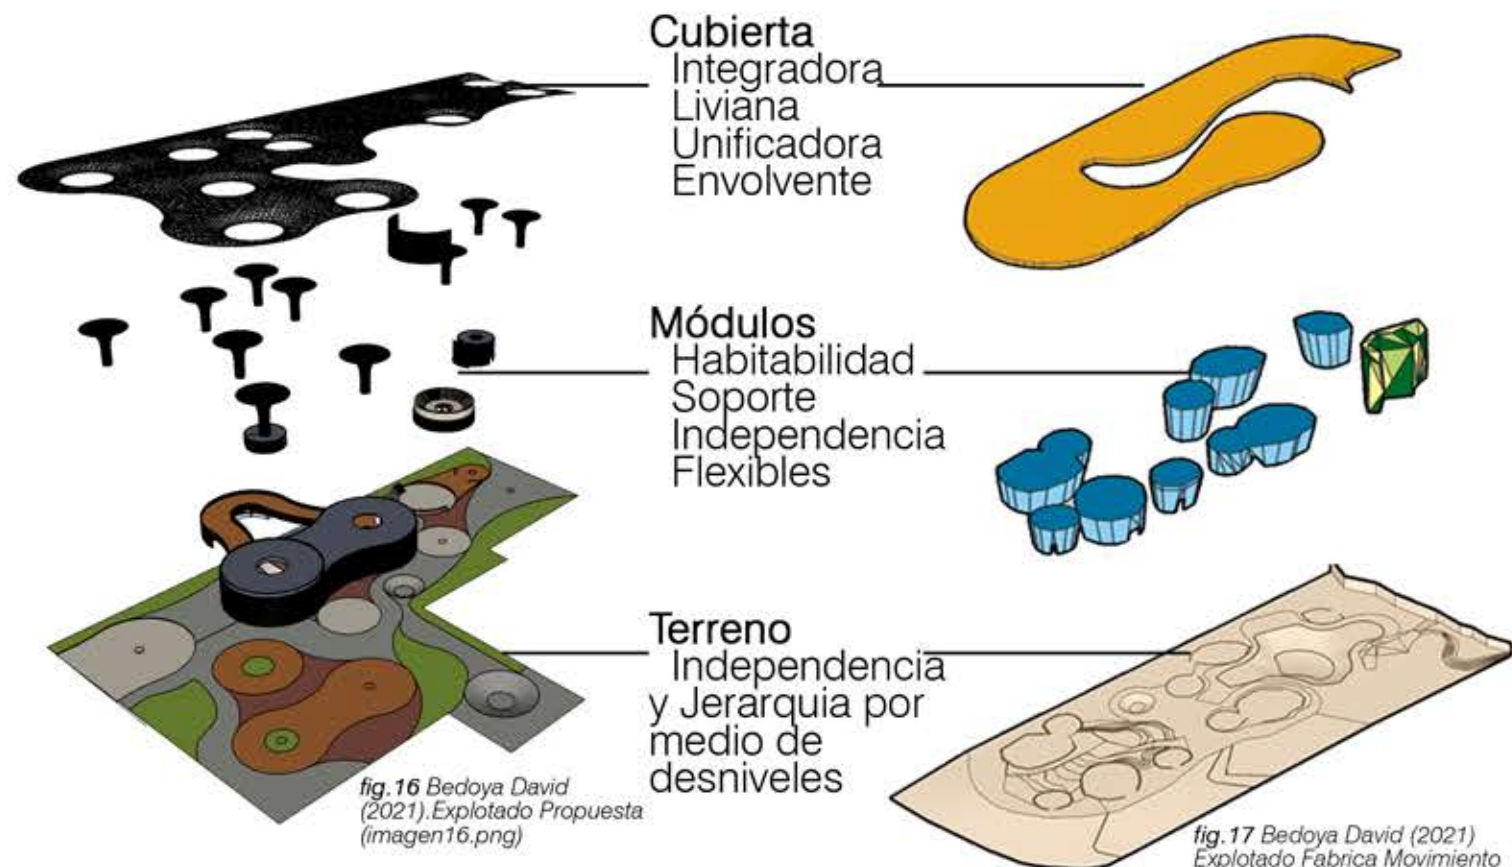 Cubierta
Integradora
Liviana
Unificadora
Envolvente
Módulos
Habitabilidad
Soporte
Independencia
Flexibles
Terreno
Independencia
y Jerarquia por
medio de
desniveles
fig.16 Bedoya David
(2021).Explotado Propuesta
(imagen16.png)
fig.17 Bedoya David (2021)
Explotado Fabrica Movimiento